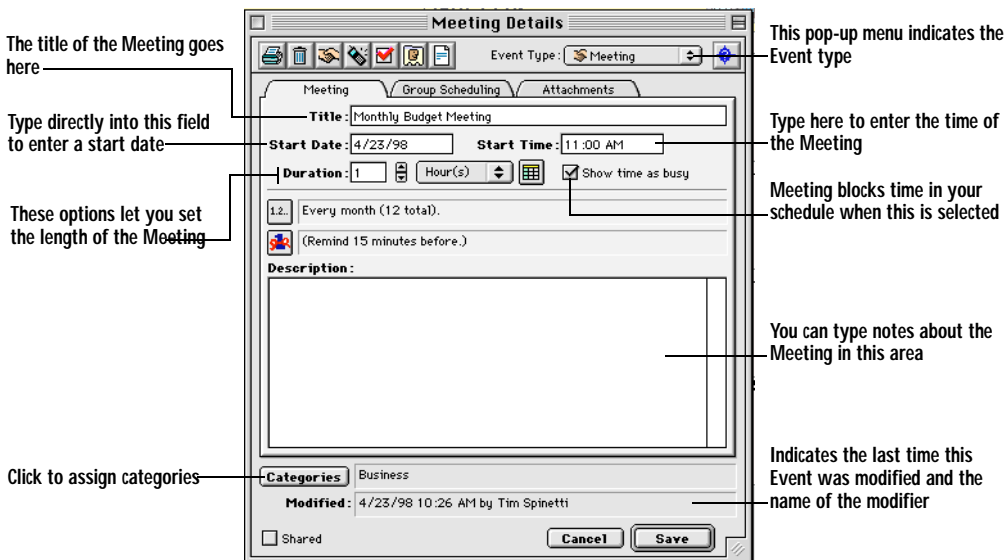 Meeting Details
The title of the Meeting goes
here
Event Type:
Meeting
This pop-up menu indicates the
Event type
Meeting
Group Scheduling
Attachments
Title:
Monthly Budget Meeting
Type directly into this field
to enter a start date
Start Date:
4/23/98
Start Time:
11:00 AM
Type here to enter the time of
the Meeting
Duration:
1
Hour(s)
Show time as busy
Meeting blocks time in your
schedule when this is selected
These options let you set
the length of the Meeting
1.2..
Every month (12 total).
(Remind 15 minutes before.)
Description:
You can type notes about the
Meeting in this area
Click to assign categories
Categories
Business
Indicates the last time this
Event was modified and the
name of the modifier
Modified:
4/23/98 10:26 AM by Tim Spinetti
Shared
Cancel
Save